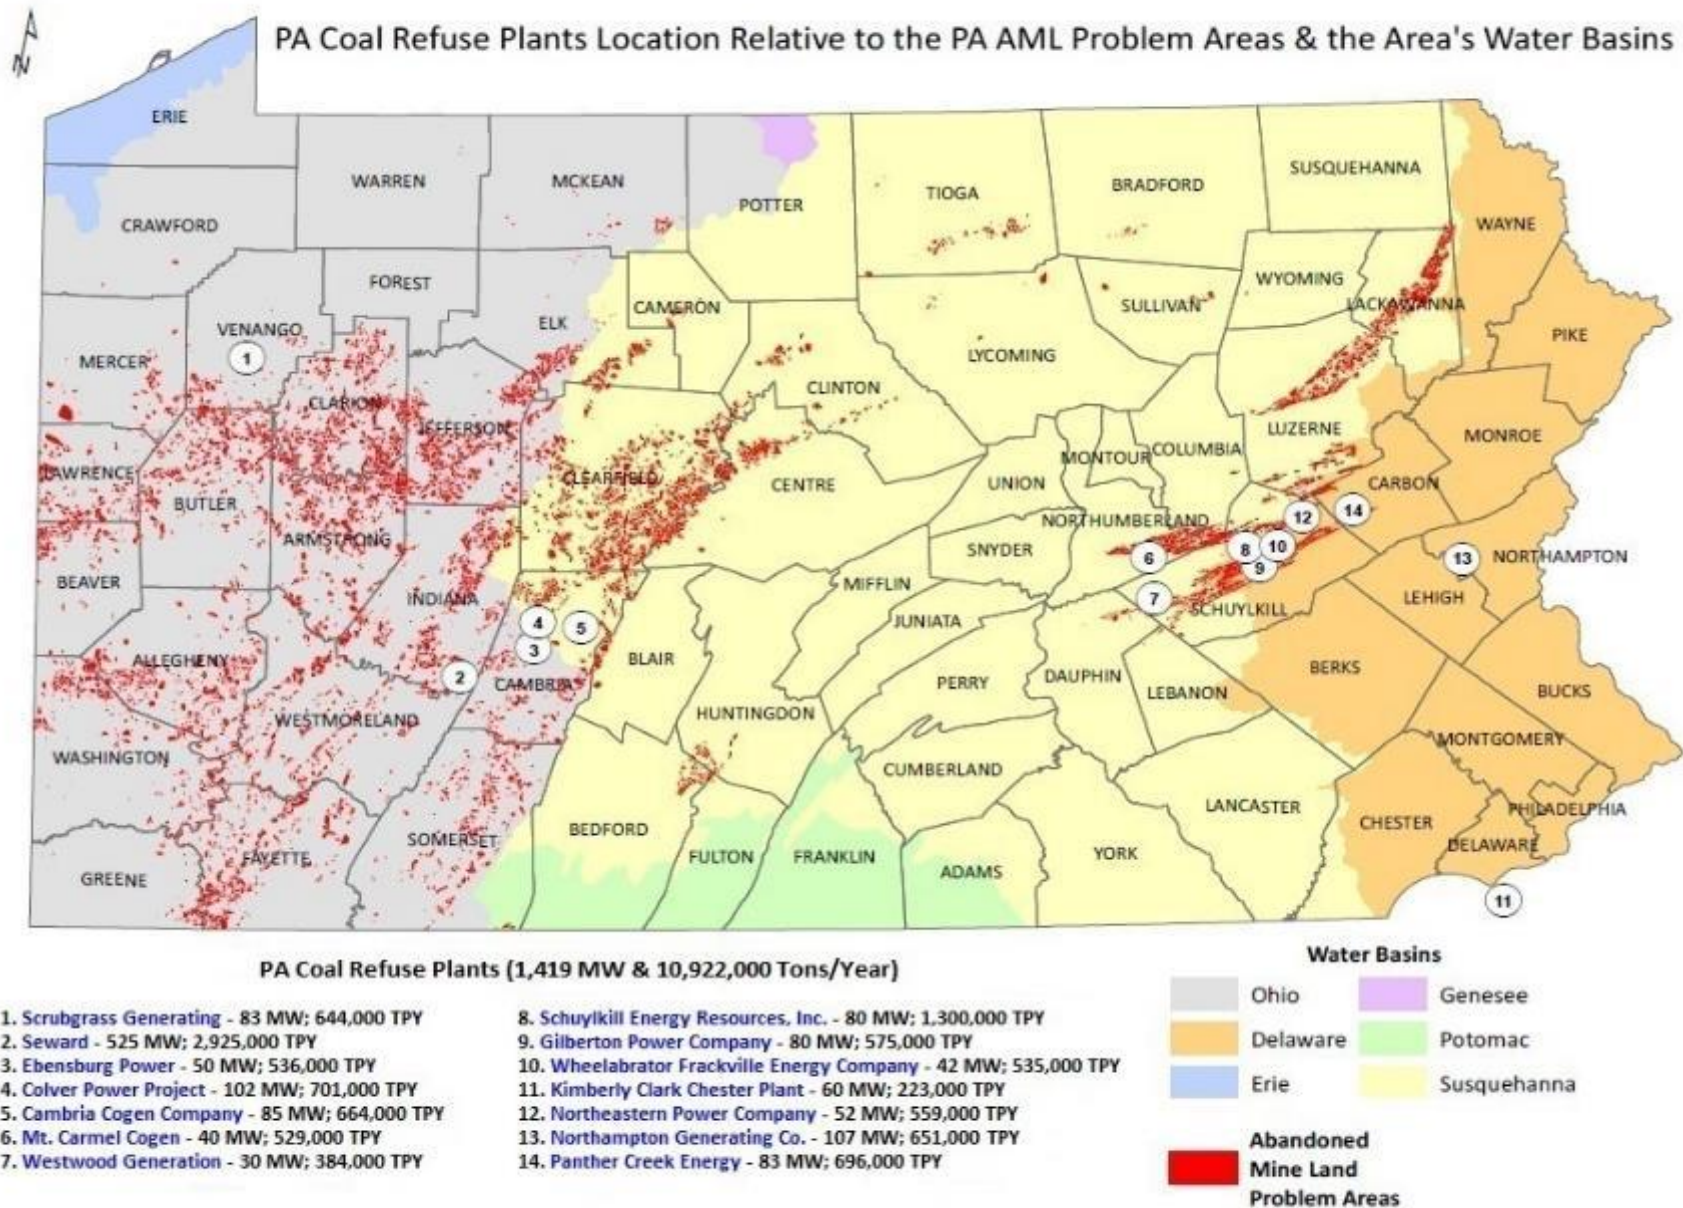 N
PA Coal Refuse Plants Location Relative to the PA AML Problem Areas & the Area's Water Basins
ERIE
WARREN
MCKEAN
POTTER
TIOGA
BRADFORD
SUSQUEHANNA
WAYNE
CRAWFORD
FOREST
ELK
CAMERON
SULLIVAN
WYOMING
LACKAWANNA
PIKE
VENANGO
1
MERCER
CLARION
JEFFERSON
CLINTON
LYCOMING
LUZERNE
MONROE
LAWRENCE
BUTLER
CLEARFIELD
CENTRE
UNION
MONTOUR
COLUMBIA
CARBON
ARMSTRONG
NORTHUMBERLAND
12
14
BEAVER
INDIANA
SNYDER
MIFFLIN
6
8
10
9
13
NORTHAMPTON
4
5
3
JUNIATA
7
SCHUYLKILL
LEHIGH
ALLEGHENY
2
CAMBRIA
BLAIR
PERRY
DAUPHIN
LEBANON
BERKS
BUCKS
WESTMORELAND
HUNTINGDON
WASHINGTON
CUMBERLAND
MONTGOMERY
LANCASTER
PHILADELPHIA
SOMERSET
BEDFORD
CHESTER
DELAWARE
GREENE
FAYETTE
FULTON
FRANKLIN
ADAMS
YORK
11
PA Coal Refuse Plants (1,419 MW & 10,922,000 Tons/Year)
1. Scrubgrass Generating - 83 MW; 644,000 TPY
2. Seward - 525 MW; 2,925,000 TPY
3. Ebensburg Power - 50 MW; 536,000 TPY
4. Colver Power Project - 102 MW; 701,000 TPY
5. Cambria Cogen Company - 85 MW; 664,000 TPY
6. Mt. Carmel Cogen - 40 MW; 529,000 TPY
7. Westwood Generation - 30 MW; 384,000 TPY
8. Schuylkill Energy Resources, Inc. - 80 MW; 1,300,000 TPY
9. Gilberton Power Company - 80 MW; 575,000 TPY
10. Wheelabrator Frackville Energy Company - 42 MW; 535,000 TPY
11. Kimberly Clark Chester Plant - 60 MW; 223,000 TPY
12. Northeastern Power Company - 52 MW; 559,000 TPY
13. Northampton Generating Co. - 107 MW; 651,000 TPY
14. Panther Creek Energy - 83 MW; 696,000 TPY
Water Basins
Ohio
Genesee
Delaware
Potomac
Erie
Susquehanna
Abandoned
Mine Land
Problem Areas